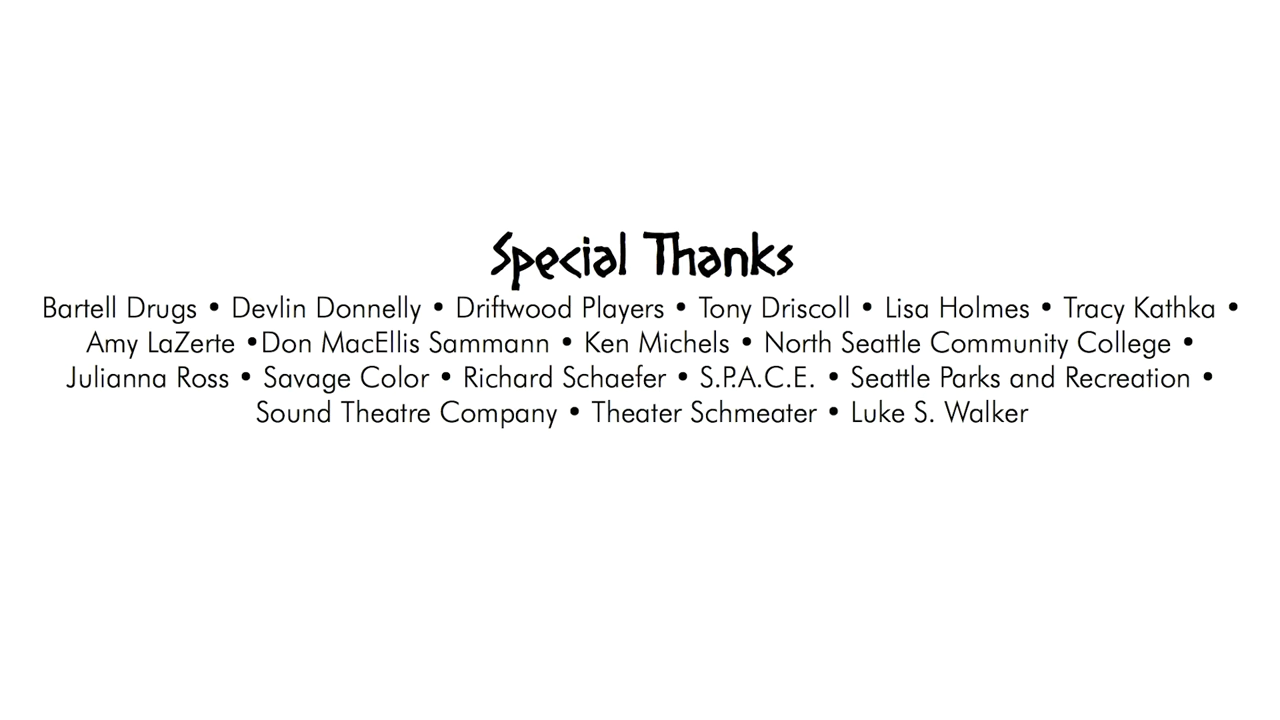 Special Thanks
Bartell Drugs • Devlin Donnelly • Driftwood Players • Tony Driscoll • Lisa Holmes • Tracy Kathka •
Amy LaZerte •Don MacEllis Sammann • Ken Michels • North Seattle Community College •
Julianna Ross • Savage Color • Richard Schaefer • S.P.A.C.E. • Seattle Parks and Recreation •
Sound Theatre Company • Theater Schmeater • Luke S. Walker